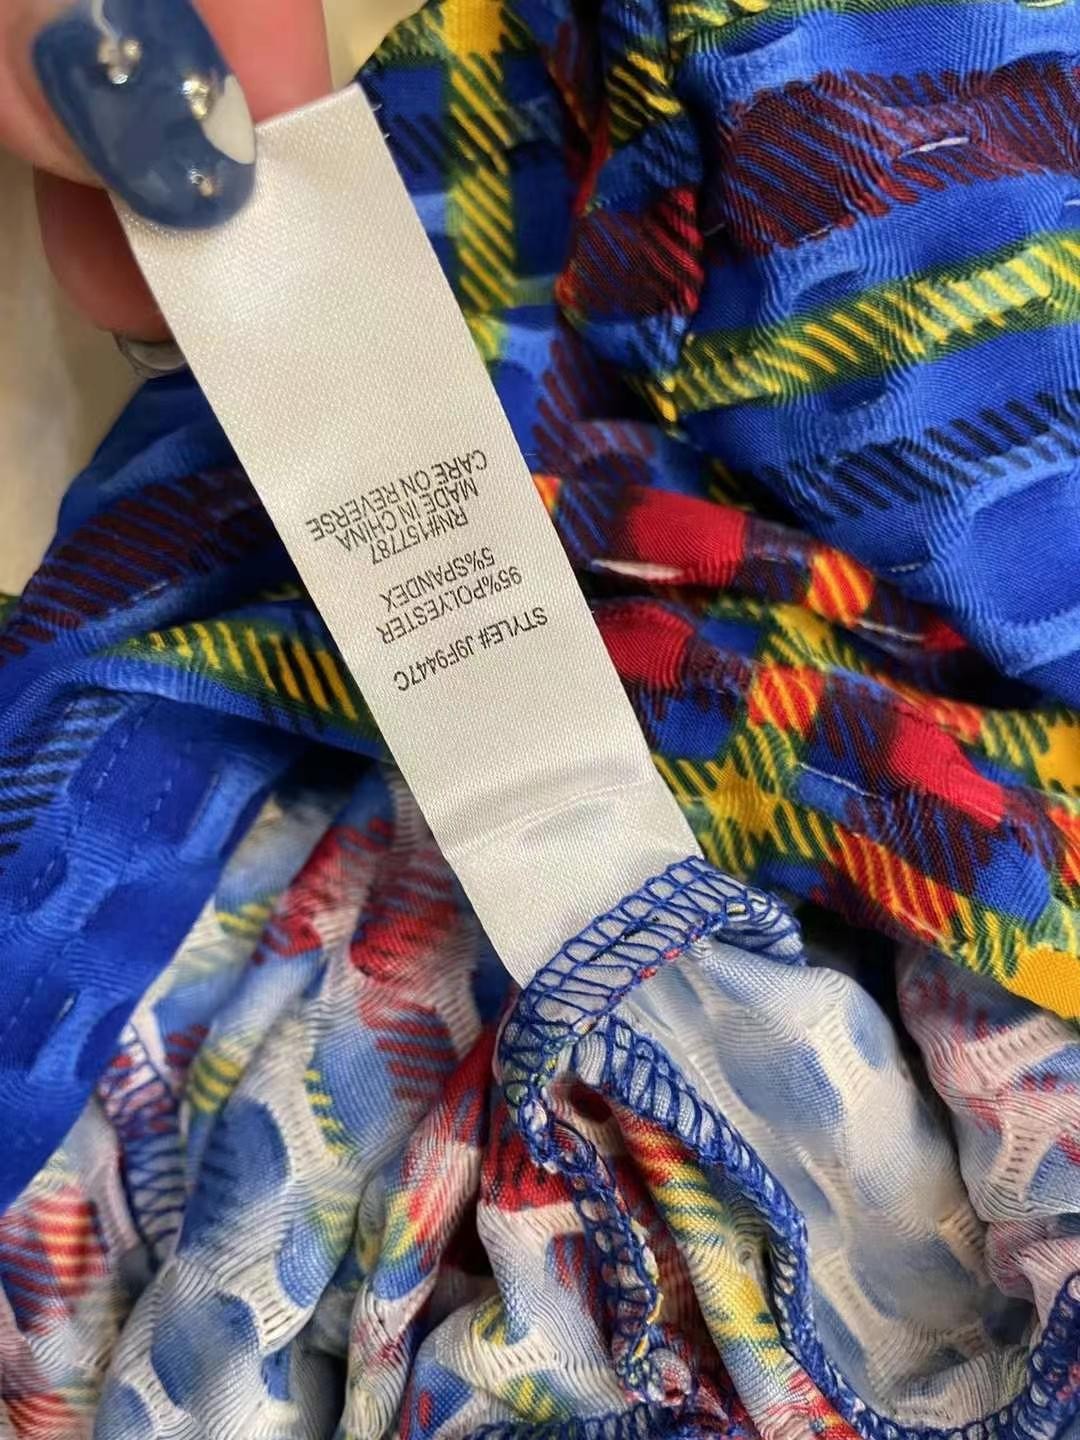 STYLE# J9F9447C
95%POLYESTER
5%SPANDEX
RN#157787
MADE IN CHINA
CARE ON REVERSE